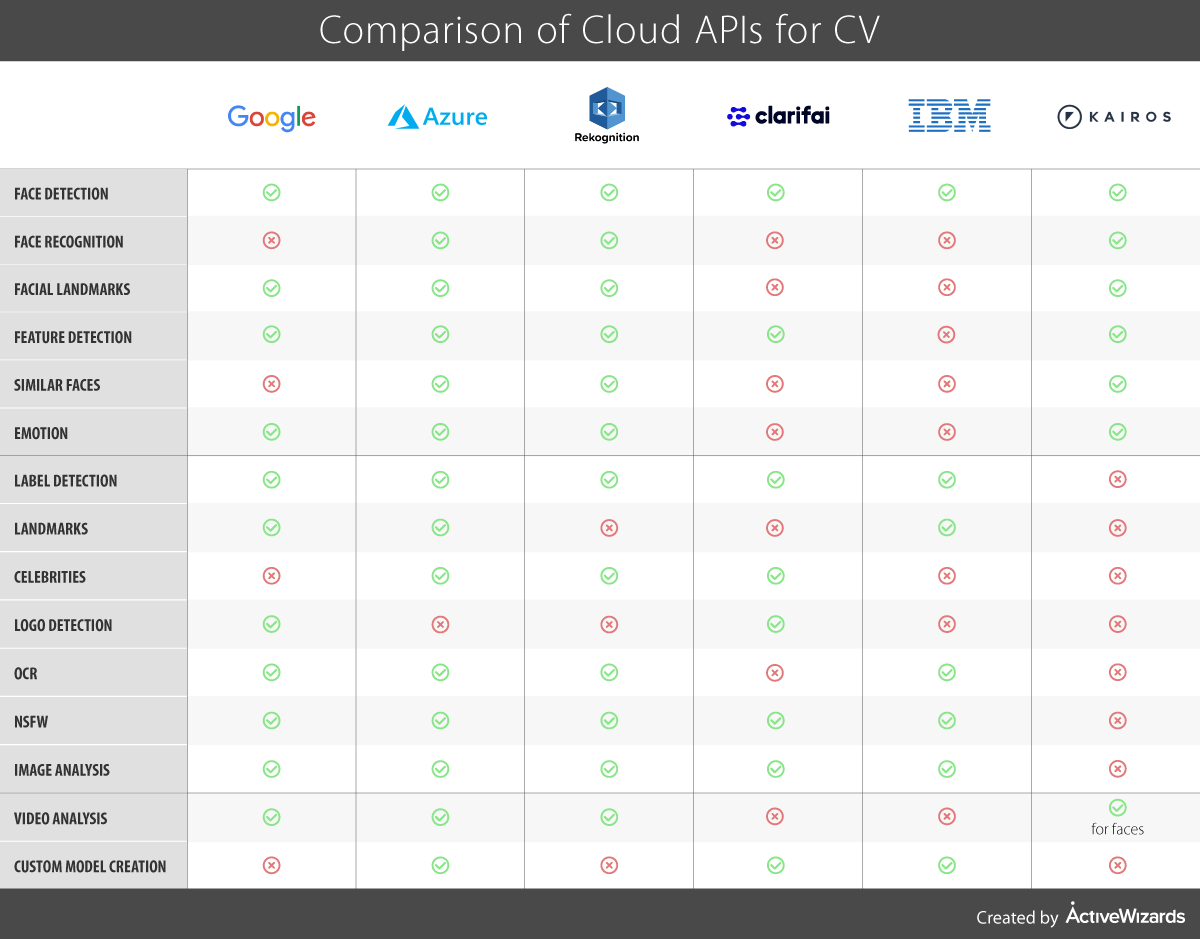 Comparison of Cloud APIs for CV
Google
Azure
Rekognition
clarifai
IBM
KAIROS
FACE DETECTION
FACE RECOGNITION
FACIAL LANDMARKS
FEATURE DETECTION
SIMILAR FACES
EMOTION
LABEL DETECTION
LANDMARKS
CELEBRITIES
LOGO DETECTION
OCR
NSFW
IMAGE ANALYSIS
VIDEO ANALYSIS
for faces
CUSTOM MODEL CREATION
Created by ActiveWizards